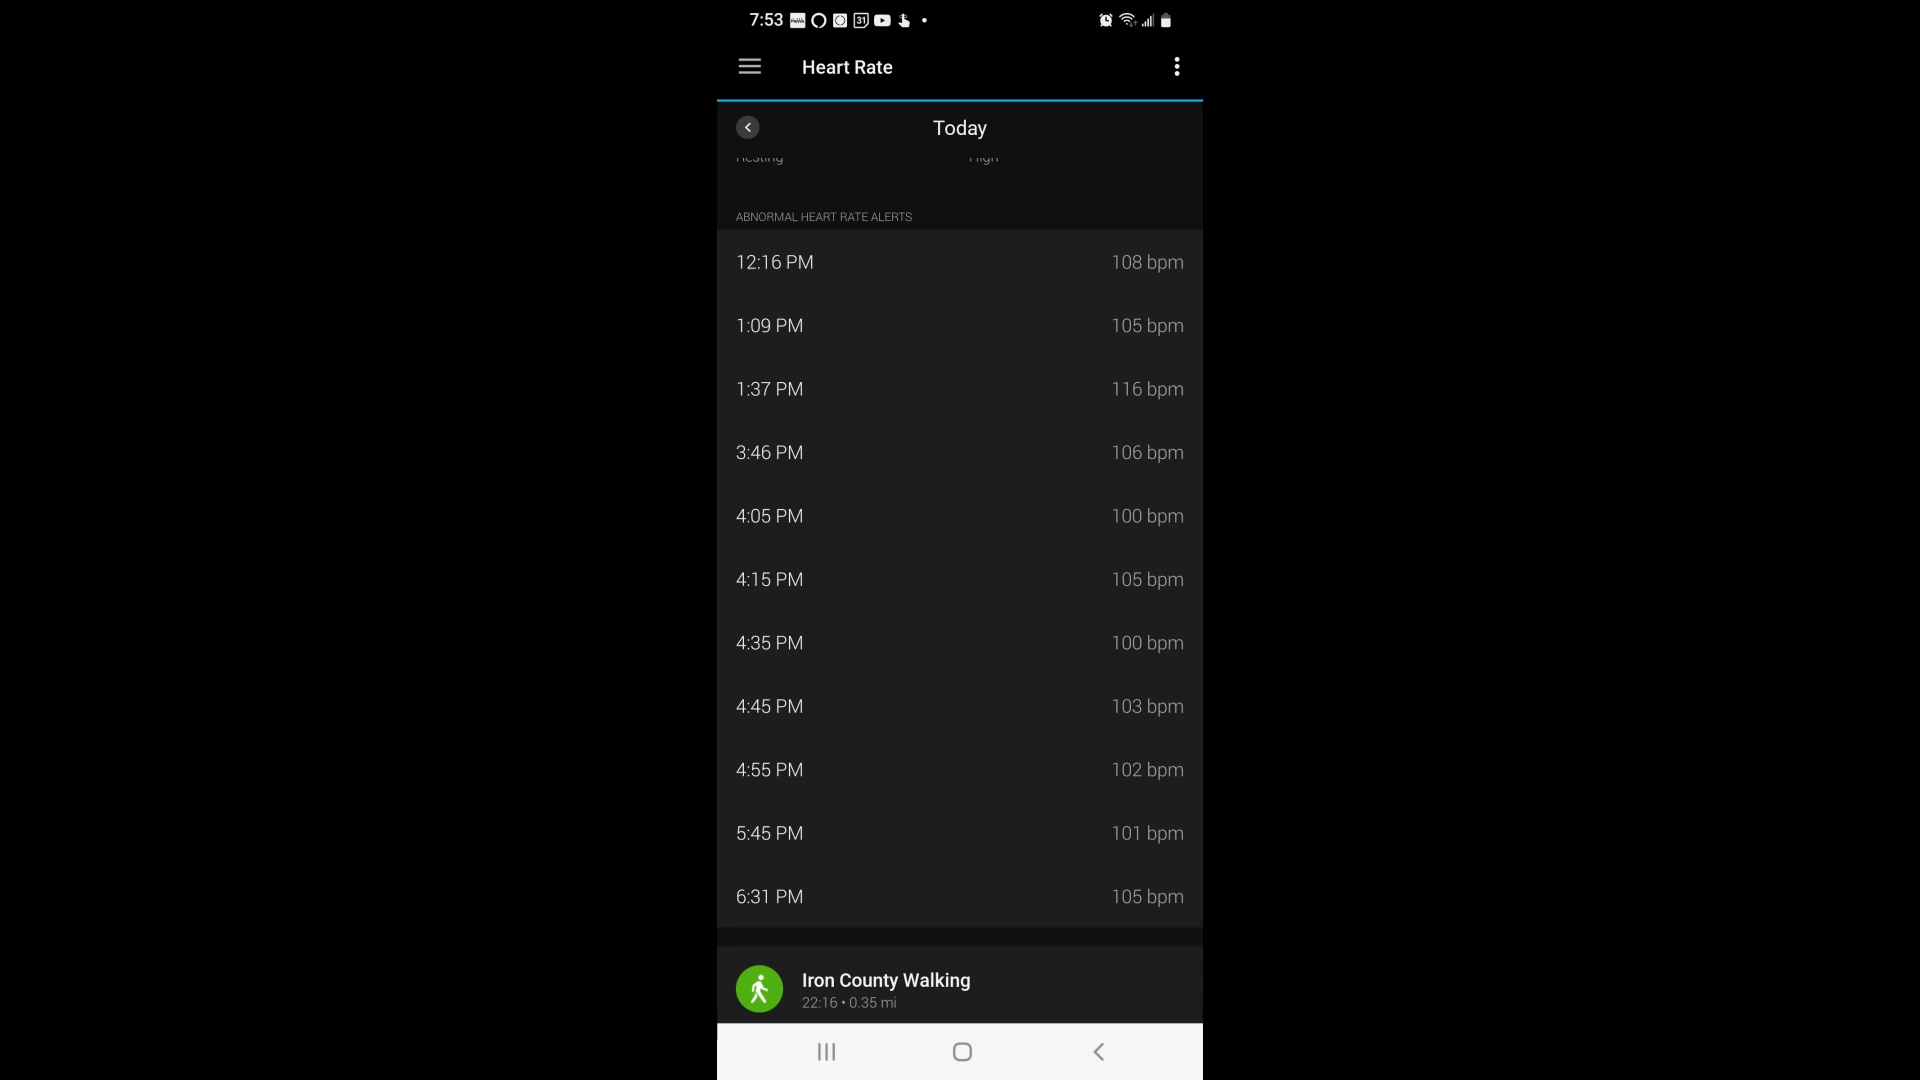 7:53
Heart Rate
Today
Resting High
ABNORMAL HEART RATE ALERTS
12:16 PM 108 bpm
1:09 PM 105 bpm
1:37 PM 116 bpm
3:46 PM 106 bpm
4:05 PM 100 bpm
4:15 PM 105 bpm
4:35 PM 100 bpm
4:45 PM 103 bpm
4:55 PM 102 bpm
5:45 PM 101 bpm
6:31 PM 105 bpm
Iron County Walking
22:16 • 0.35 mi